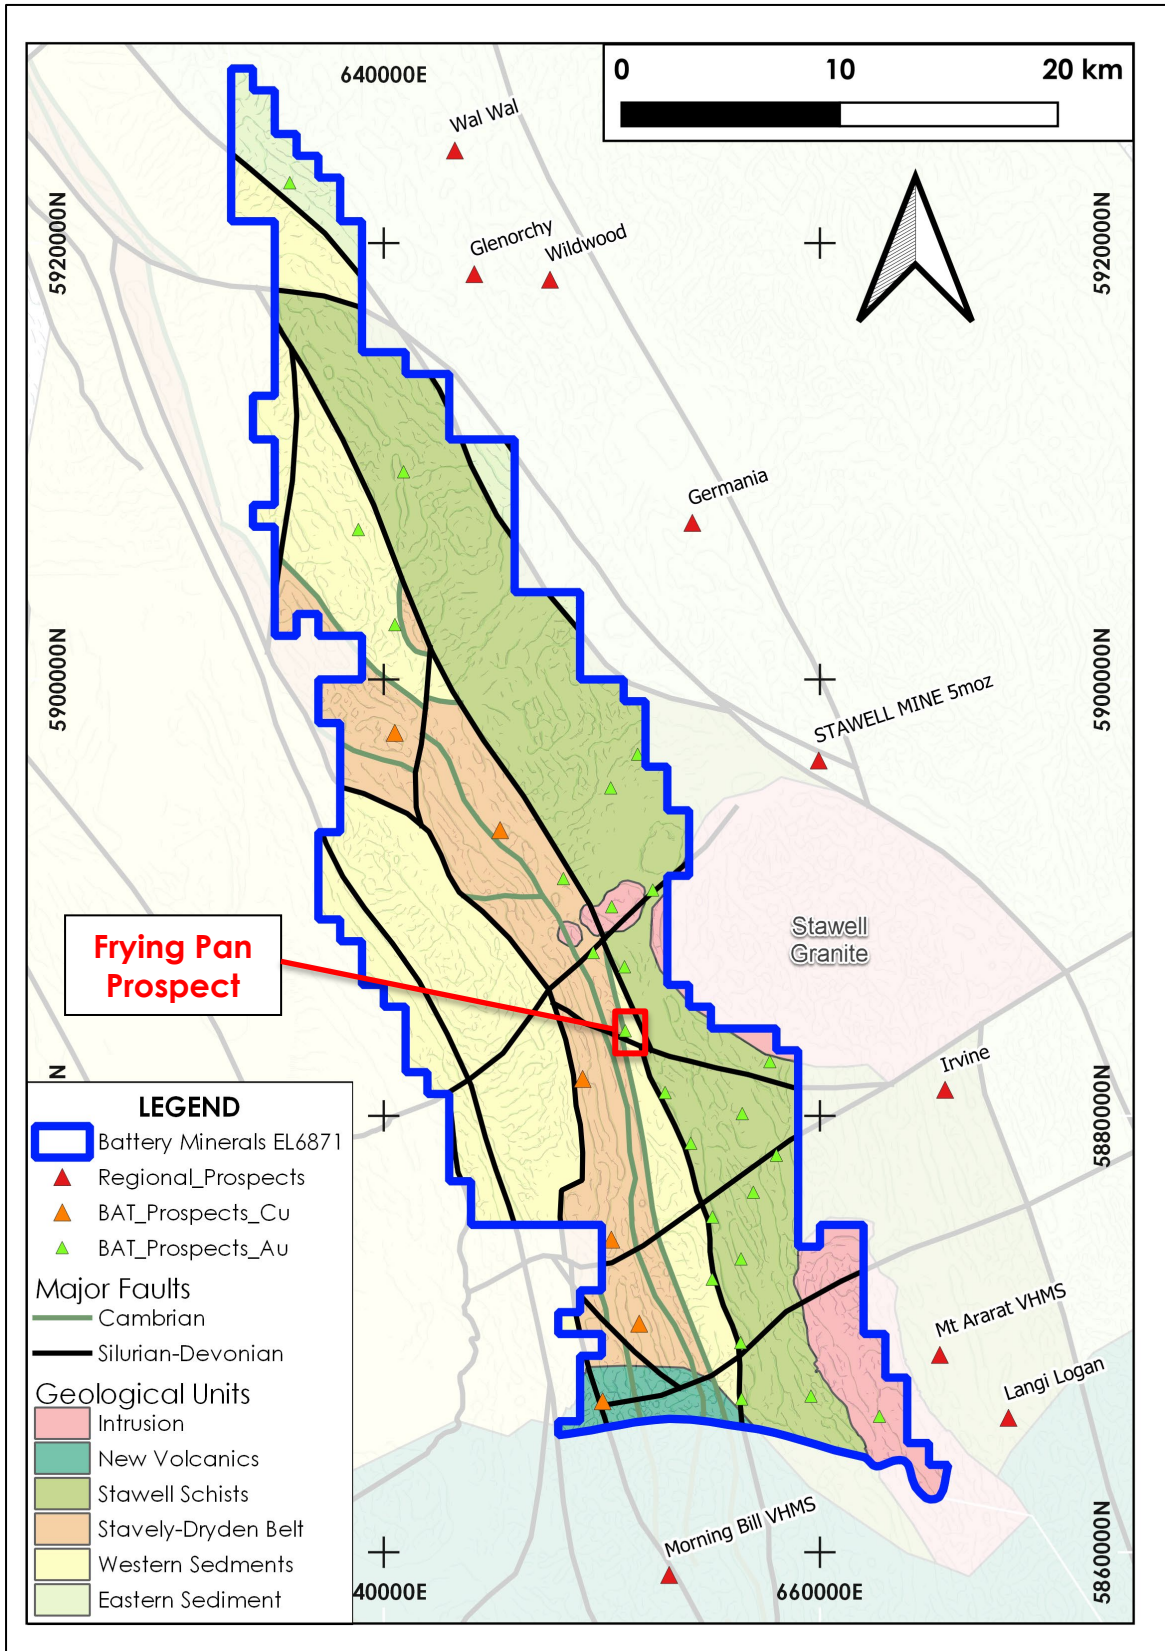 640000E
0 10 20 km
Wal Wal
Glenorchy
Wildwood
5920000N
5920000N
Germania
5900000N
5900000N
STAWELL MINE 5moz
Frying Pan
Prospect
Stawell
Granite
Irvine
N
5880000N
LEGEND
Battery Minerals EL6871
Regional_Prospects
BAT_Prospects_Cu
BAT_Prospects_Au
Major Faults
Cambrian
Silurian-Devonian
Geological Units
Intrusion
New Volcanics
Stawell Schists
Stavely-Dryden Belt
Western Sedments
Eastern Sediment
Mt Ararat VHMS
Langi Logan
Morning Bill VHMS
40000E
660000E
5860000N